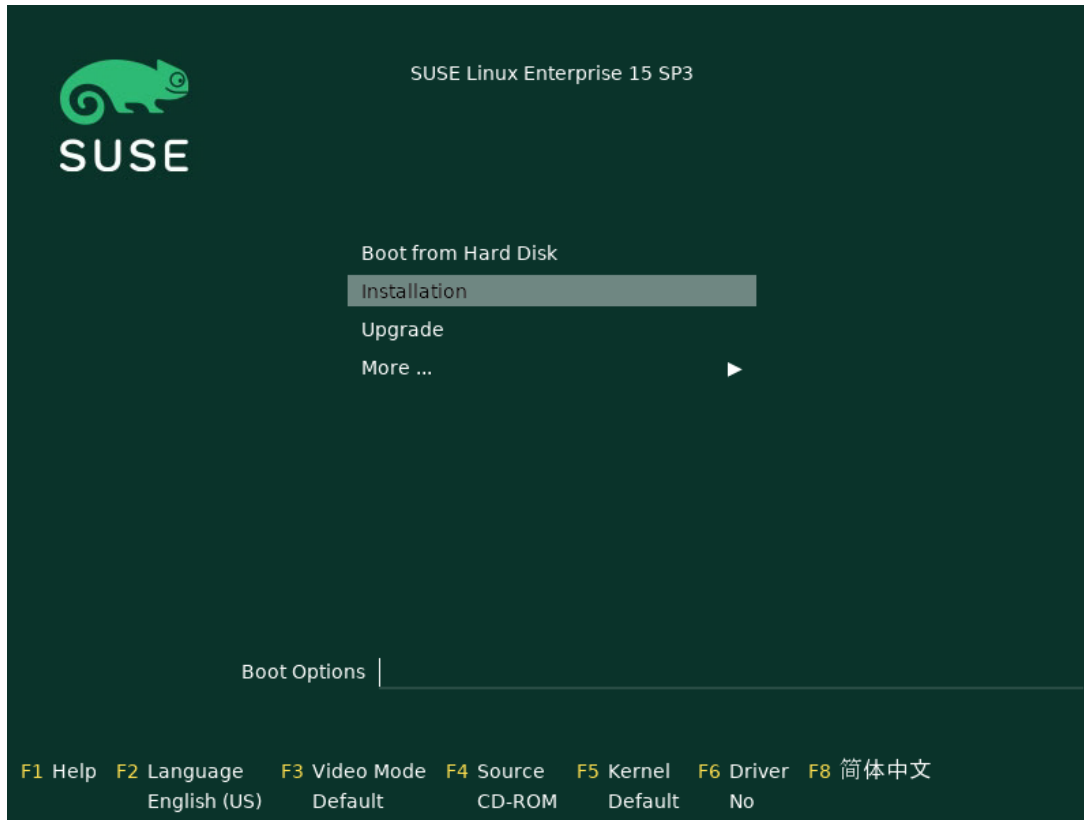 SUSE Linux Enterprise 15 SP3
SUSE
Boot from Hard Disk
Installation
Upgrade
More ...
Boot Options
F1 Help F2 Language F3 Video Mode F4 Source F5 Kernel F6 Driver F8 简体中文
English (US) Default CD-ROM Default No